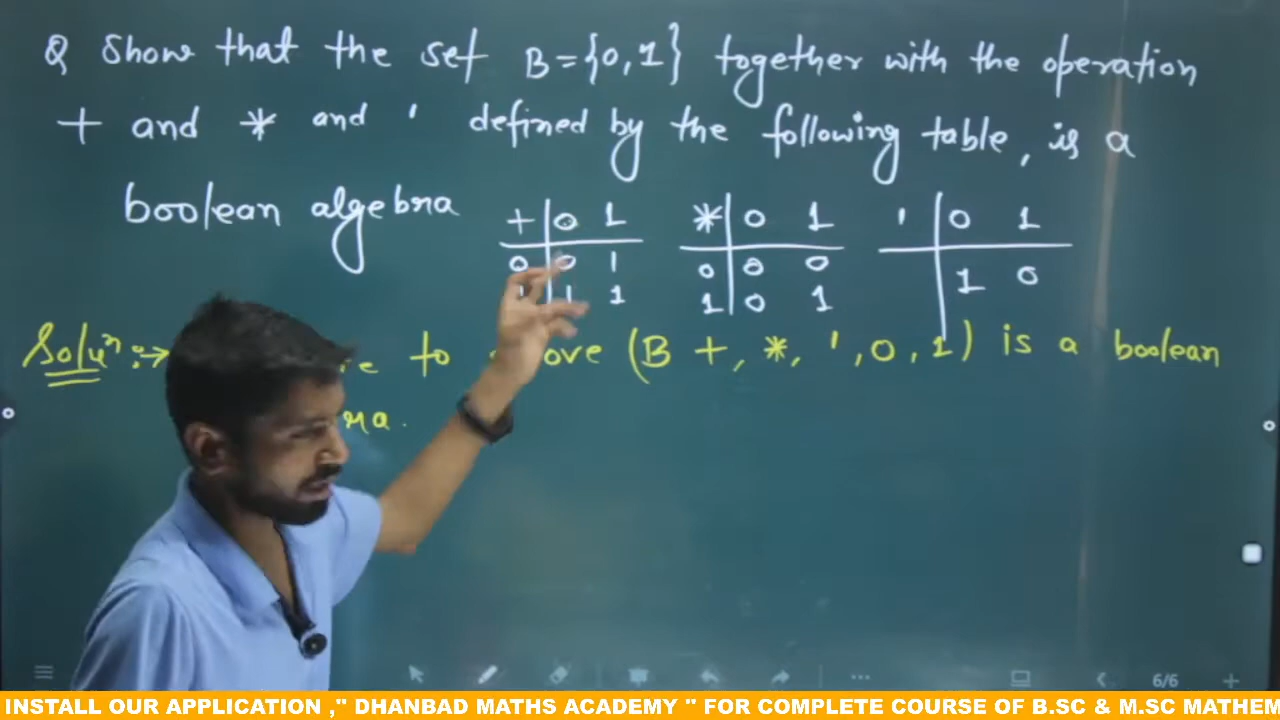 Q Show that the set B = {0,1} together with the operation
+ and * and ' defined by the following table, is a
boolean algebra
+ | 0 1
0 | 0 1
1 | 1 1
* | 0 1
0 | 0 0
1 | 0 1
' | 0 1
| 1 0
Soluⁿ :→ to (B +, *, ', 0, 1) is a boolean
6/6
INSTALL OUR APPLICATION ," DHANBAD MATHS ACADEMY " FOR COMPLETE COURSE OF B.SC & M.SC MATHEM